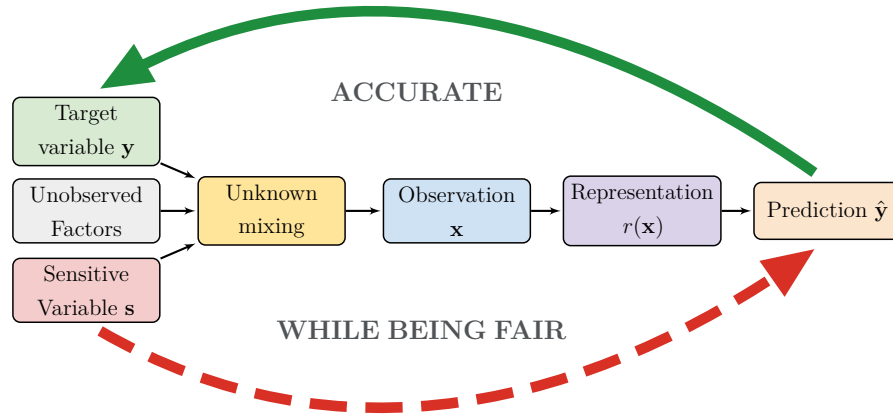 ACCURATE
Target
variable y
Unobserved
Factors
Sensitive
Variable s
Unknown
mixing
Observation
x
Representation
r(x)
Prediction ŷ
WHILE BEING FAIR